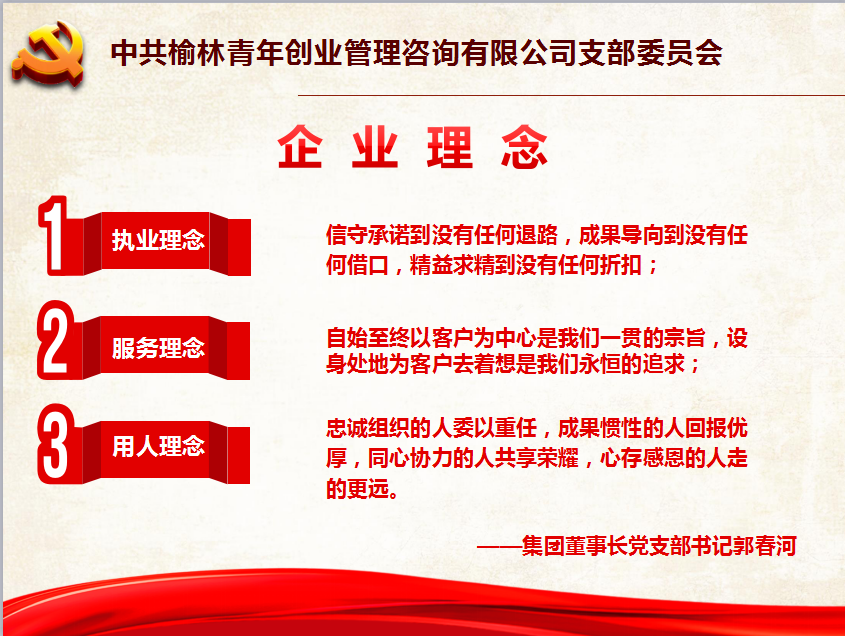 中共榆林青年创业管理咨询有限公司支部委员会
企业理念
1 执业理念
信守承诺到没有任何退路，成果导向到没有任
何借口，精益求精到没有任何折扣；
2 服务理念
自始至终以客户为中心是我们一贯的宗旨，设
身处地为客户去着想是我们永恒的追求；
3 用人理念
忠诚组织的人委以重任，成果惯性的人回报优
厚，同心协力的人共享荣耀，心存感恩的人走
的更远。
——集团董事长党支部书记郭春河